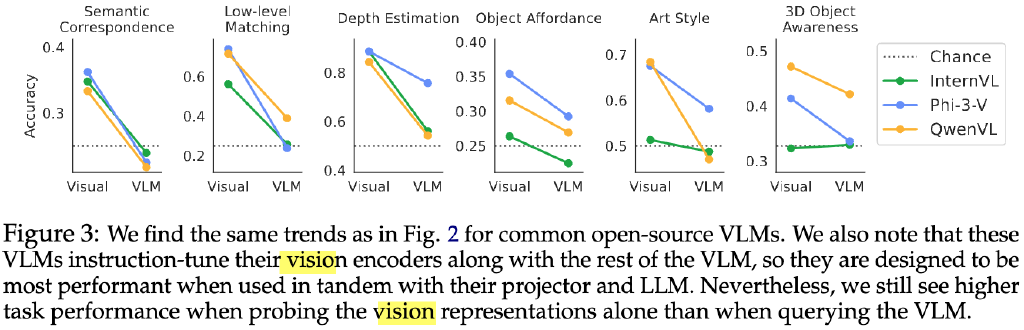 Semantic
Correspondence
Low-level
Matching
Depth Estimation
Object Affordance
Art Style
3D Object
Awareness
Accuracy
0.4
0.3
Visual
VLM
0.6
0.4
0.2
Visual
VLM
0.8
0.6
0.4
Visual
VLM
0.40
0.35
0.30
0.25
Visual
VLM
0.7
0.6
0.5
Visual
VLM
0.5
0.4
0.3
Visual
VLM
Chance
InternVL
Phi-3-V
QwenVL
Figure 3: We find the same trends as in Fig. 2 for common open-source VLMs. We also note that these
VLMs instruction-tune their vision encoders along with the rest of the VLM, so they are designed to be
most performant when used in tandem with their projector and LLM. Nevertheless, we still see higher
task performance when probing the vision representations alone than when querying the VLM.